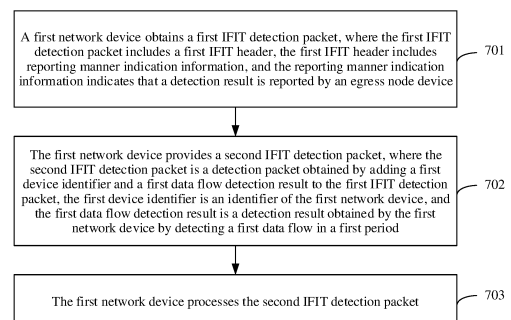 A first network device obtains a first IFIT detection packet, where the first IFIT
detection packet includes a first IFIT header, the first IFIT header includes
reporting manner indication information, and the reporting manner indication
information indicates that a detection result is reported by an egress node device
701
The first network device provides a second IFIT detection packet, where the
second IFIT detection packet is a detection packet obtained by adding a first
device identifier and a first data flow detection result to the first IFIT detection
packet, the first device identifier is an identifier of the first network device, and
the first data flow detection result is a detection result obtained by the first
network device by detecting a first data flow in a first period
702
The first network device processes the second IFIT detection packet
703